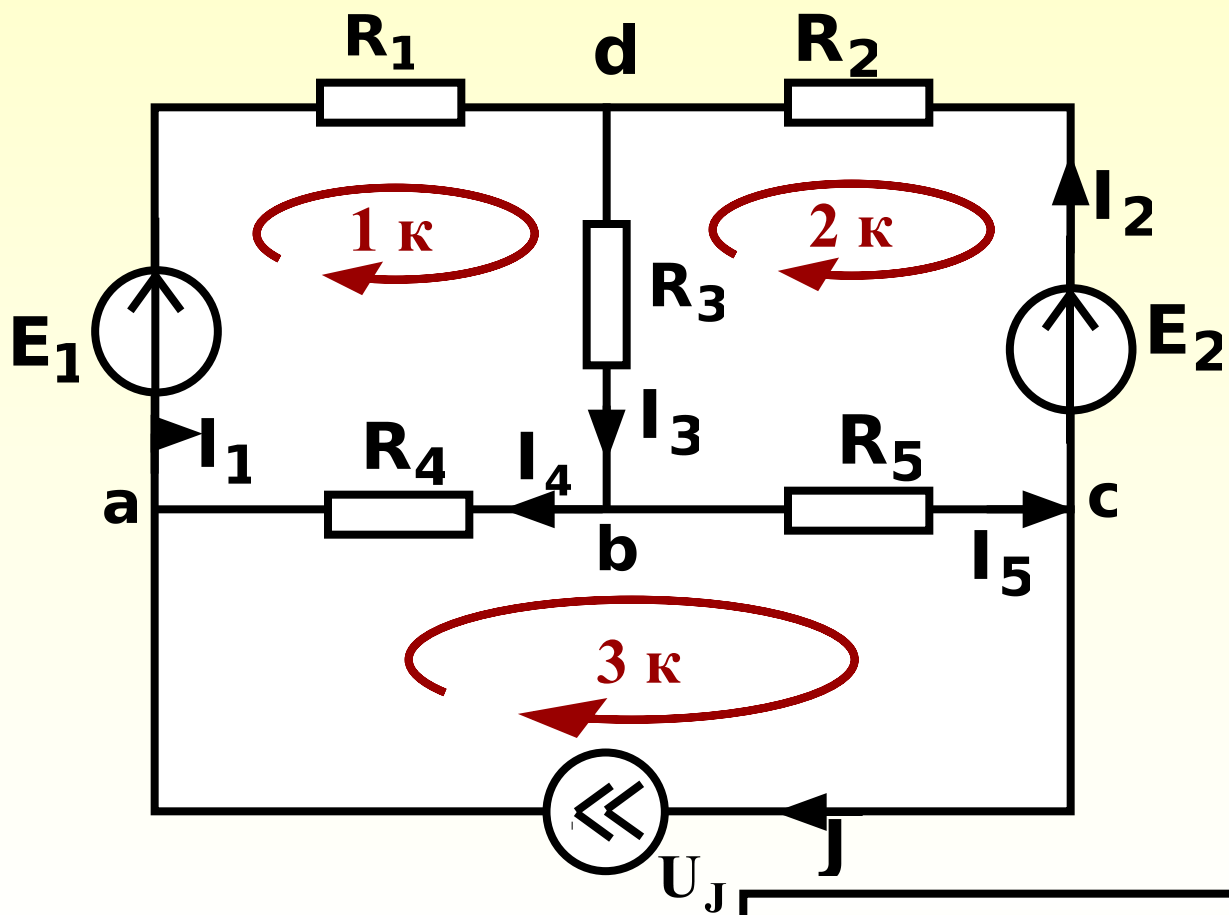 R1 d R2
1 к 2 к I2
R3
E1 E2
I1 R4 I4 I3 R5
a b c
I5
3 к
J
UJ